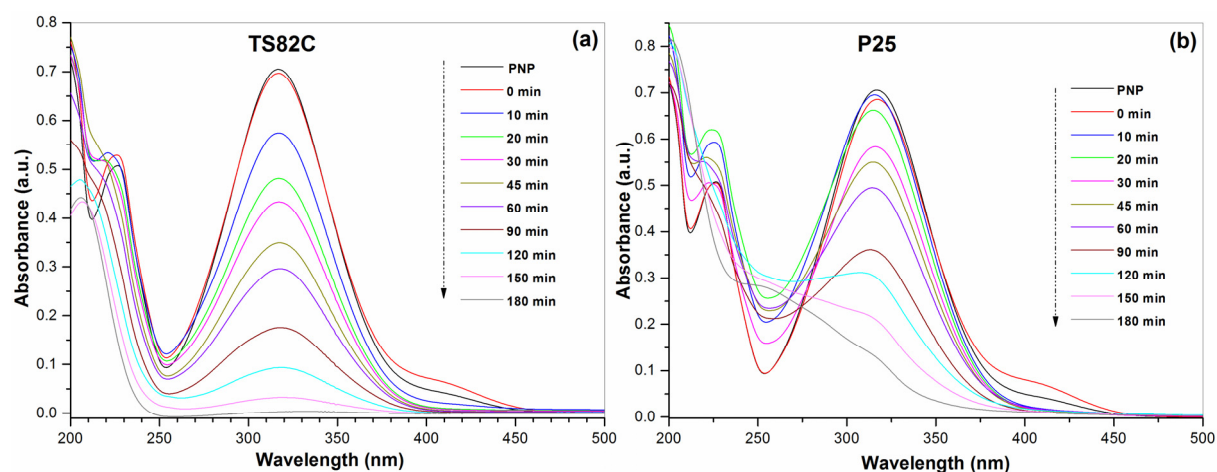 TS82C
(a)
PNP
0 min
10 min
20 min
30 min
45 min
60 min
90 min
120 min
150 min
180 min
Absorbance (a.u.)
0.8
0.7
0.6
0.5
0.4
0.3
0.2
0.1
0.0
200 250 300 350 400 450 500
Wavelength (nm)
P25
(b)
PNP
0 min
10 min
20 min
30 min
45 min
60 min
90 min
120 min
150 min
180 min
Absorbance (a.u.)
0.8
0.7
0.6
0.5
0.4
0.3
0.2
0.1
0.0
200 250 300 350 400 450 500
Wavelength (nm)